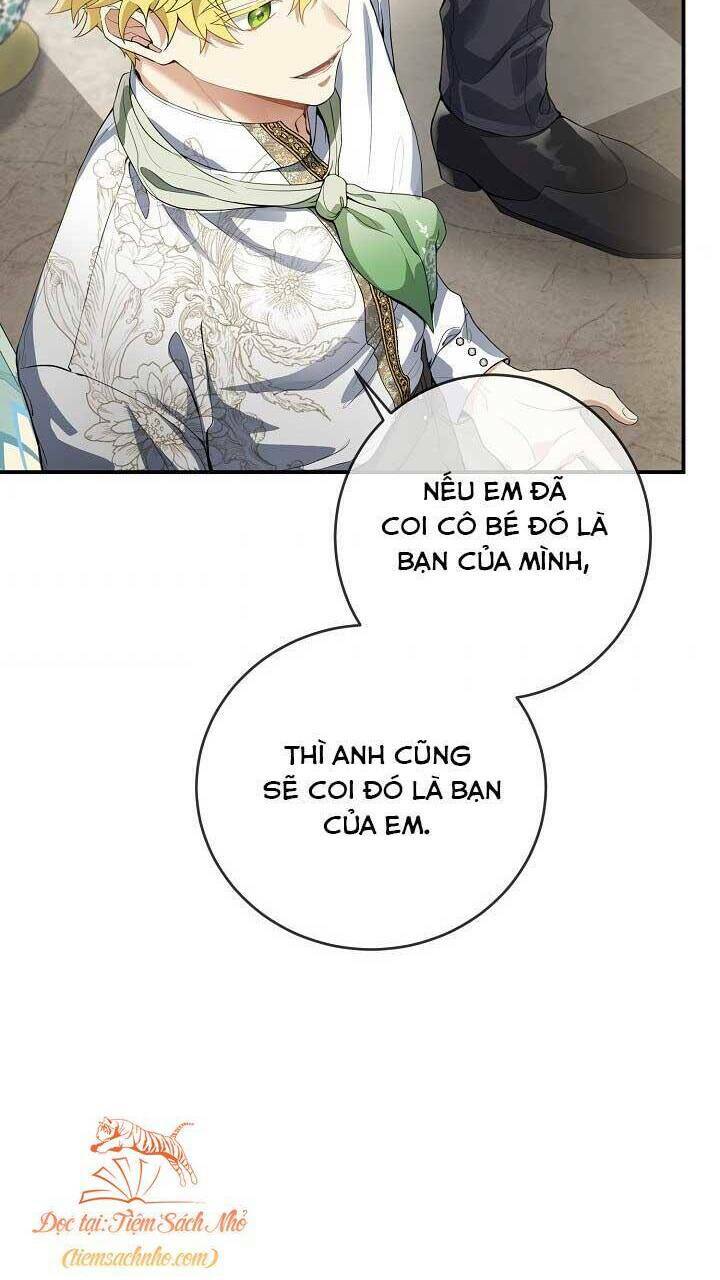 NẾU EM ĐÃ
COI CÔ BÉ ĐÓ LÀ
BẠN CỦA MÌNH,
THÌ ANH CŨNG
SẼ COI ĐÓ LÀ BẠN
CỦA EM.
Đọc tại: Tiệm Sách Nhỏ
(tiemsachnho.com)